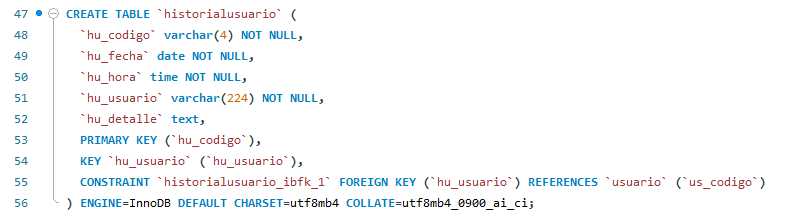 47 CREATE TABLE `historialusuario` (
48 `hu_codigo` varchar(4) NOT NULL,
49 `hu_fecha` date NOT NULL,
50 `hu_hora` time NOT NULL,
51 `hu_usuario` varchar(224) NOT NULL,
52 `hu_detalle` text,
53 PRIMARY KEY (`hu_codigo`),
54 KEY `hu_usuario` (`hu_usuario`),
55 CONSTRAINT `historialusuario_ibfk_1` FOREIGN KEY (`hu_usuario`) REFERENCES `usuario` (`us_codigo`)
56 ) ENGINE=InnoDB DEFAULT CHARSET=utf8mb4 COLLATE=utf8mb4_0900_ai_ci;